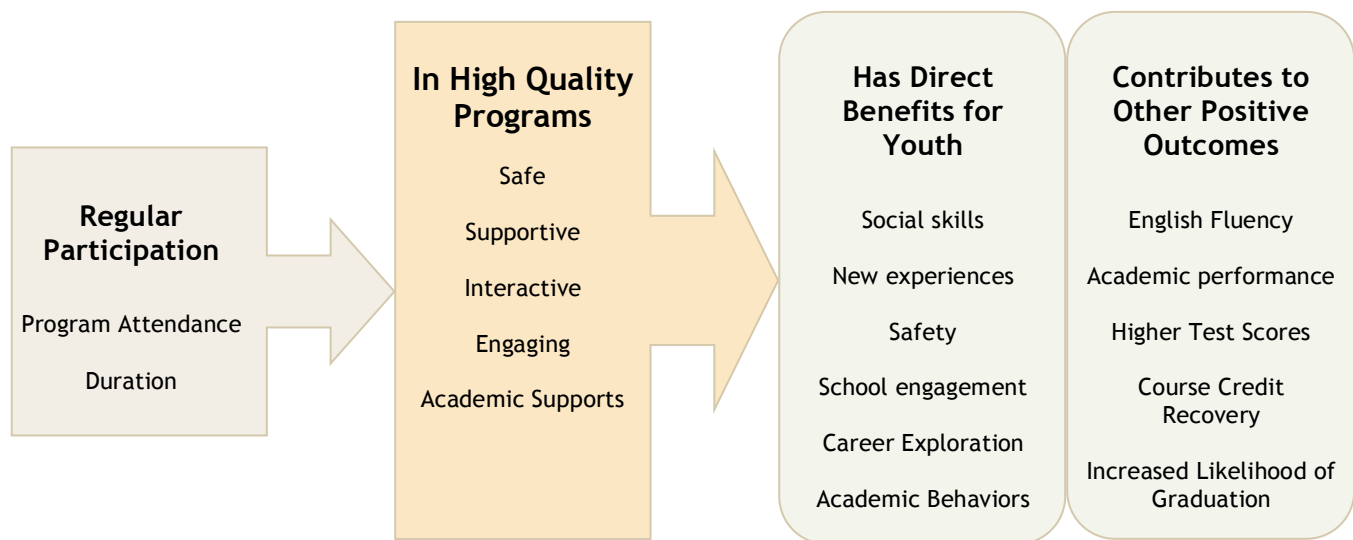 Regular
Participation
Program Attendance
Duration
In High Quality
Programs
Safe
Supportive
Interactive
Engaging
Academic Supports
Has Direct
Benefits for
Youth
Social skills
New experiences
Safety
School engagement
Career Exploration
Academic Behaviors
Contributes to
Other Positive
Outcomes
English Fluency
Academic performance
Higher Test Scores
Course Credit
Recovery
Increased Likelihood of
Graduation